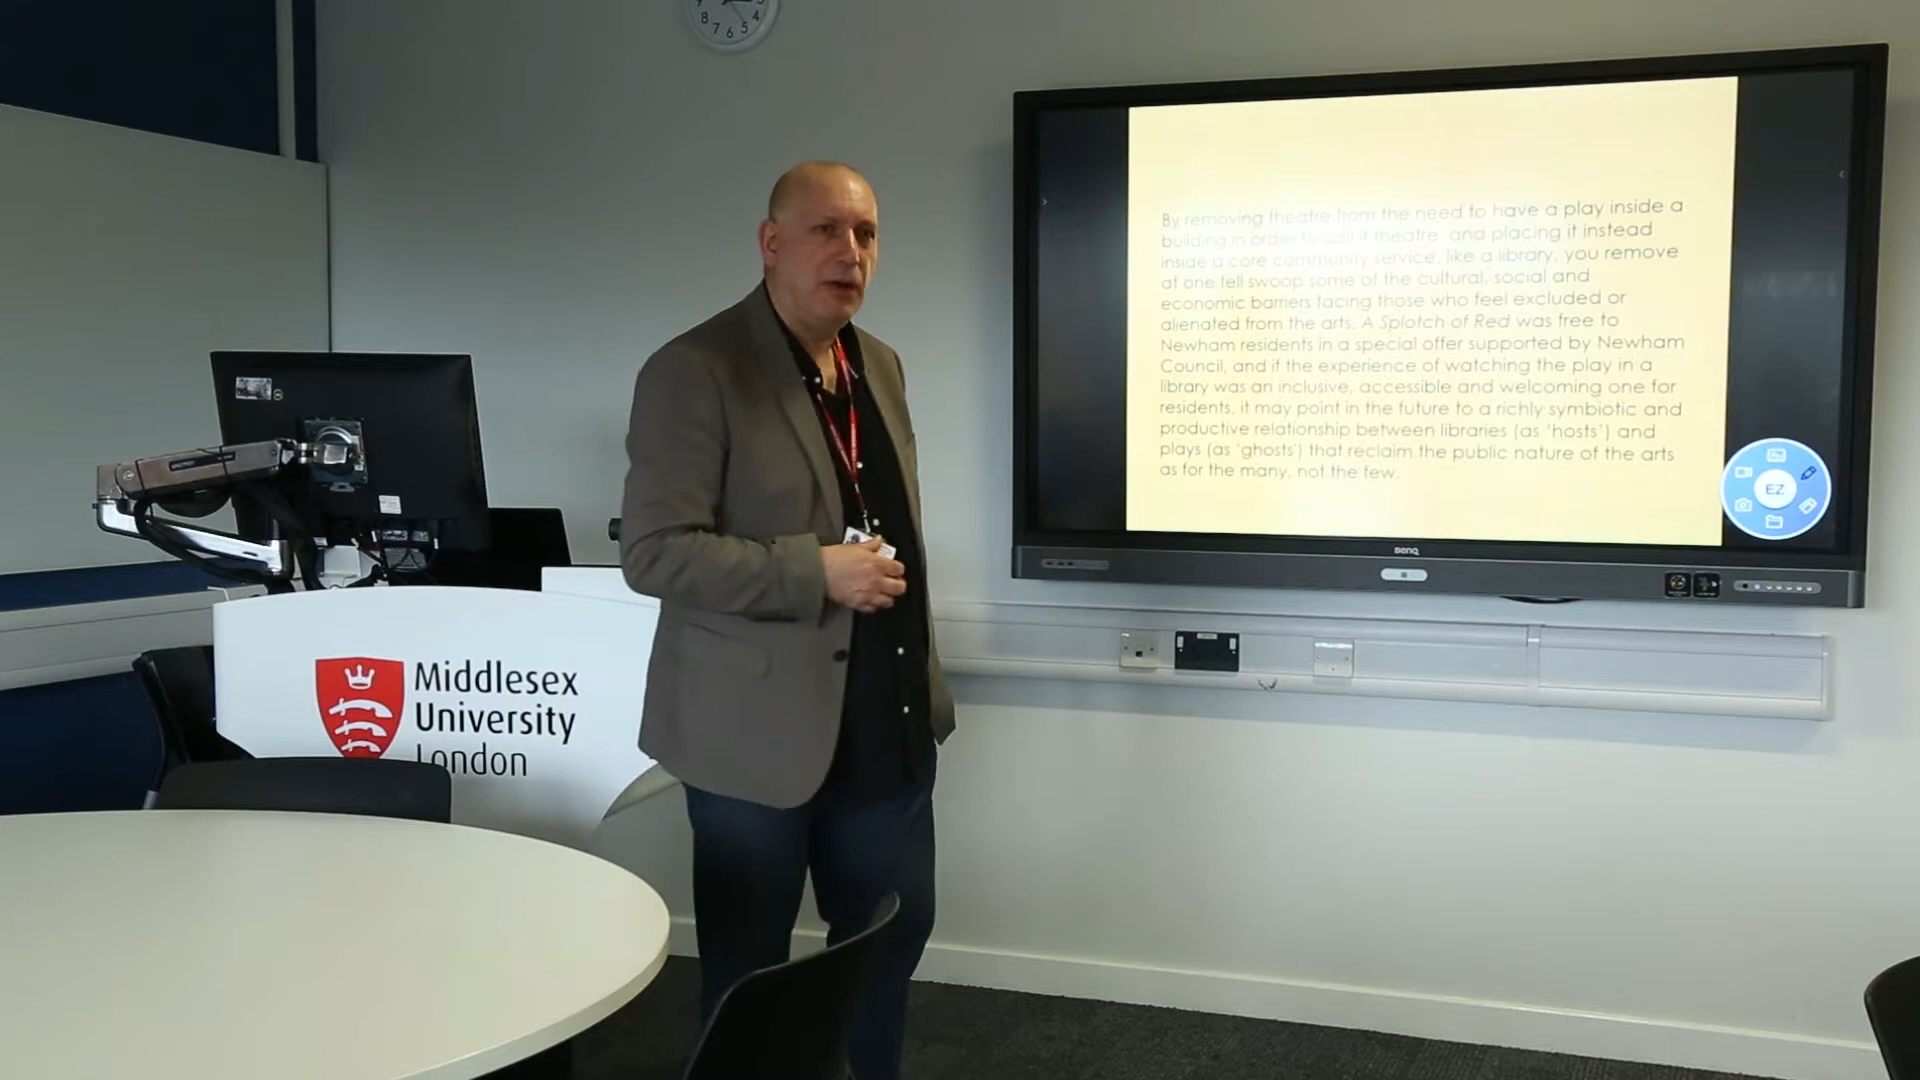 8 7 6 5 4
By removing theatre from the need to have a play inside a
building in order to call it theatre, and placing it instead
inside a core community service, like a library, you remove
at one fell swoop some of the cultural, social and
economic barriers facing those who feel excluded or
alienated from the arts. A Splotch of Red was free to
Newham residents in a special offer supported by Newham
Council, and if the experience of watching the play in a
library was an inclusive, accessible and welcoming one for
residents, it may point in the future to a richly symbiotic and
productive relationship between libraries (as ‘hosts’) and
plays (as ‘ghosts’) that reclaim the public nature of the arts
as for the many, not the few.
EZ
BenQ
Middlesex
University
London